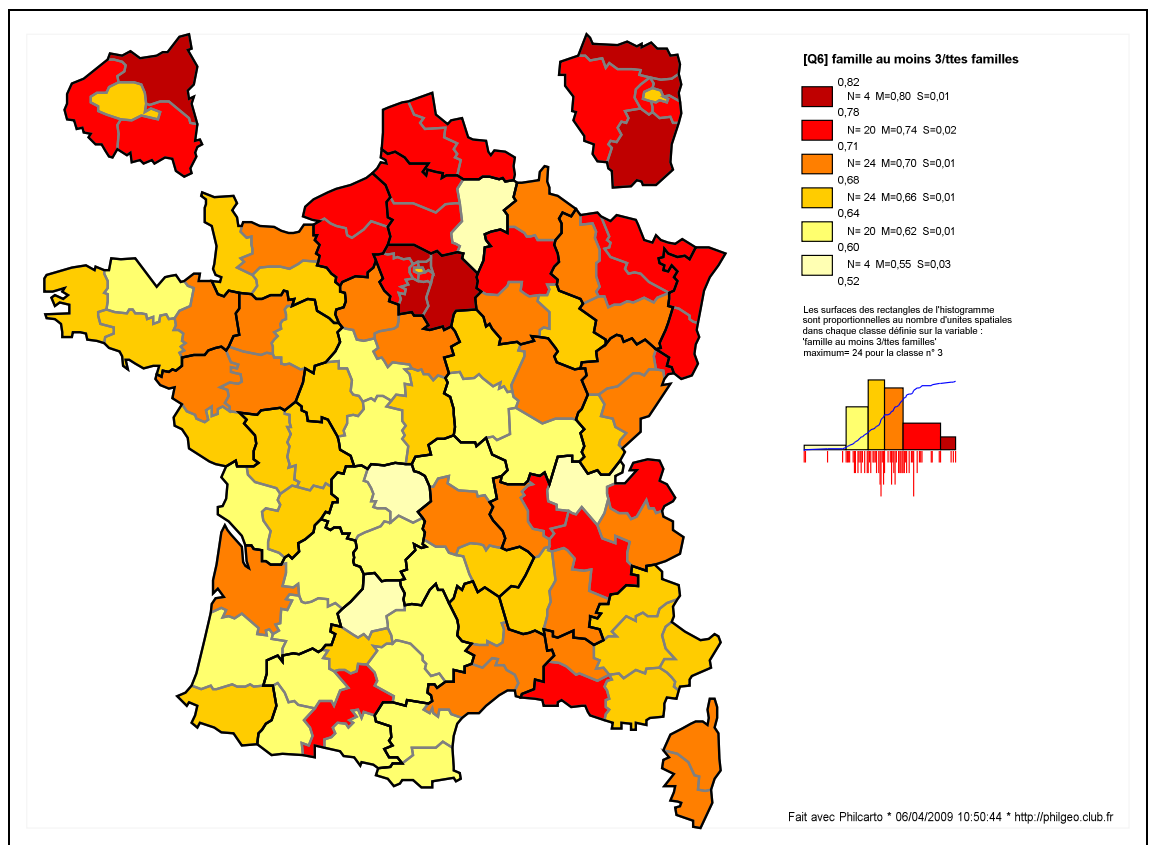 [Q6] famille au moins 3/ttes familles
0,82
N= 4 M=0,80 S=0,01
0,78
N= 20 M=0,74 S=0,02
0,71
N= 24 M=0,70 S=0,01
0,68
N= 24 M=0,66 S=0,01
0,64
N= 20 M=0,62 S=0,01
0,60
N= 4 M=0,55 S=0,03
0,52
Les surfaces des rectangles de l'histogramme
sont proportionnelles au nombre d'unites spatiales
dans chaque classe définie sur la variable :
'famille au moins 3/ttes familles'
maximum= 24 pour la classe n° 3
Fait avec Philcarto * 06/04/2009 10:50:44 * http://philgeo.club.fr